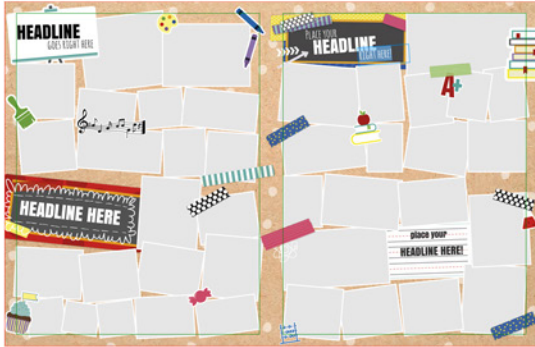 HEADLINE
GOES RIGHT HERE
PLACE YOUR
HEADLINE
RIGHT HERE!
A+
HEADLINE HERE
place your
HEADLINE HERE!